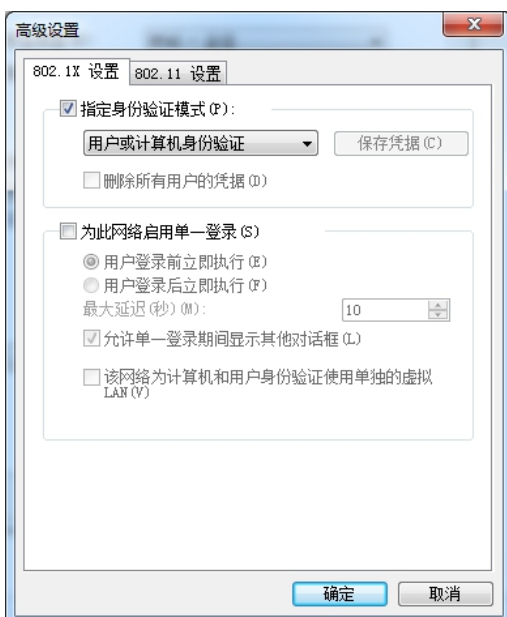 高级设置
802.1X 设置 802.11 设置
指定身份验证模式(P):
用户或计算机身份验证 保存凭据(C)
删除所有用户的凭据(D)
为此网络启用单一登录(S)
用户登录前立即执行(E)
用户登录后立即执行(F)
最大延迟(秒)(M): 10
允许单一登录期间显示其他对话框(L)
该网络为计算机和用户身份验证使用单独的虚拟
LAN(V)
确定 取消